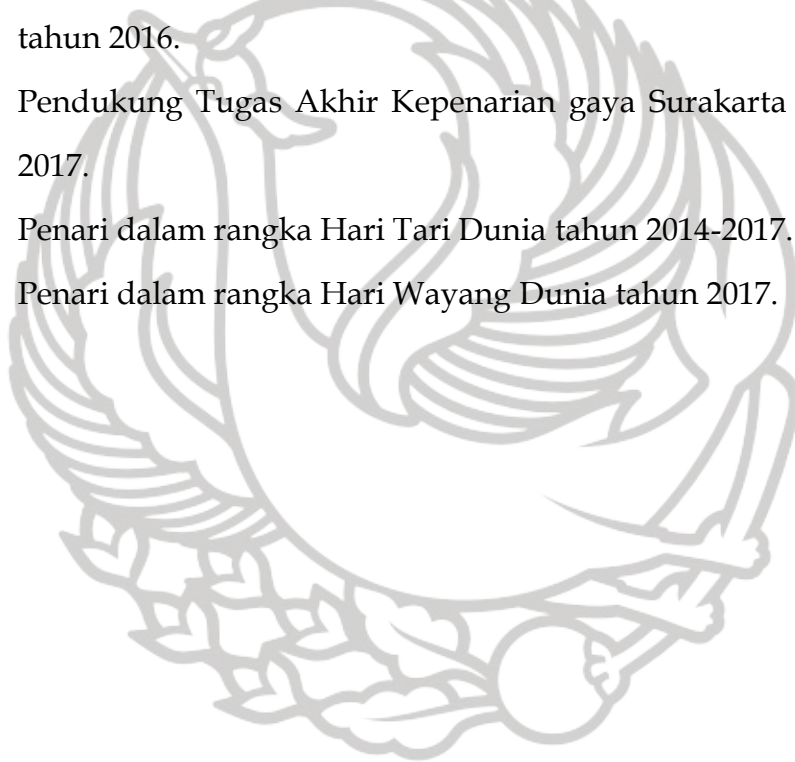 tahun 2016.
Pendukung Tugas Akhir Kepenarian gaya Surakarta
2017.
Penari dalam rangka Hari Tari Dunia tahun 2014-2017.
Penari dalam rangka Hari Wayang Dunia tahun 2017.